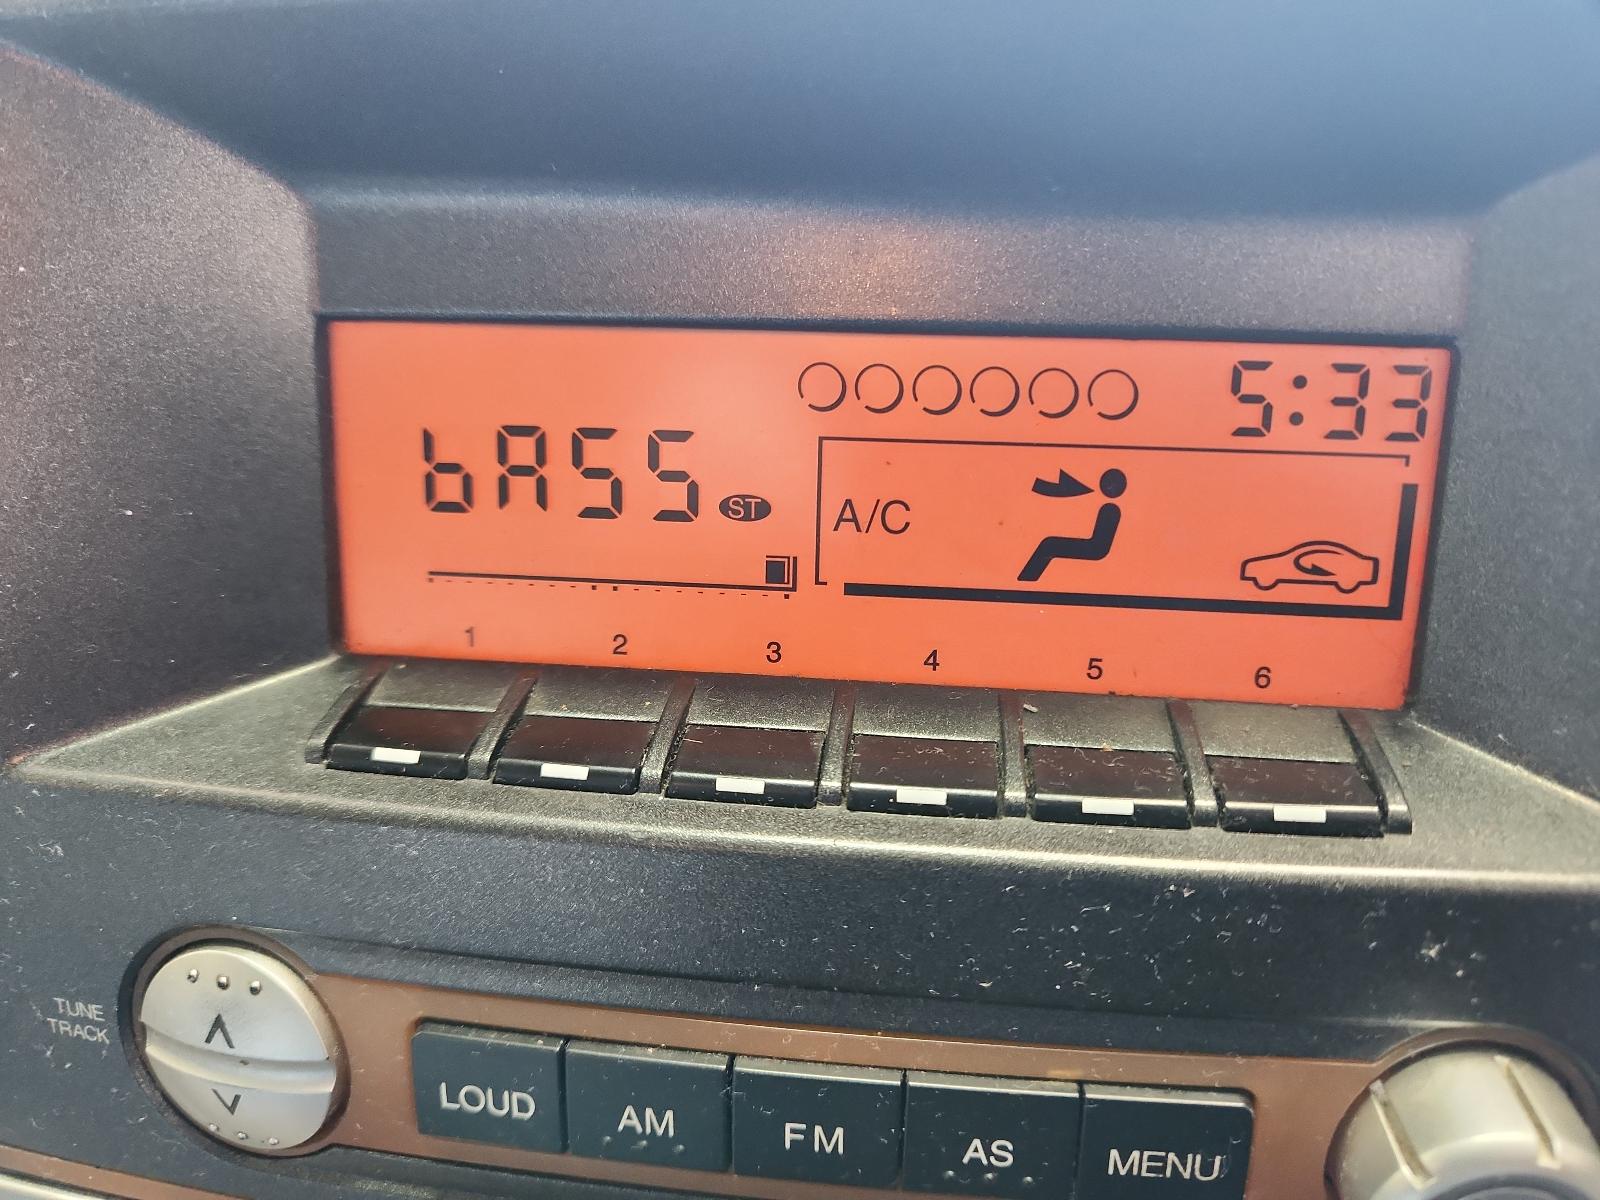 5:33
bASS ST
A/C
1 2 3 4 5 6
TUNE
TRACK
LOUD AM FM AS MENU